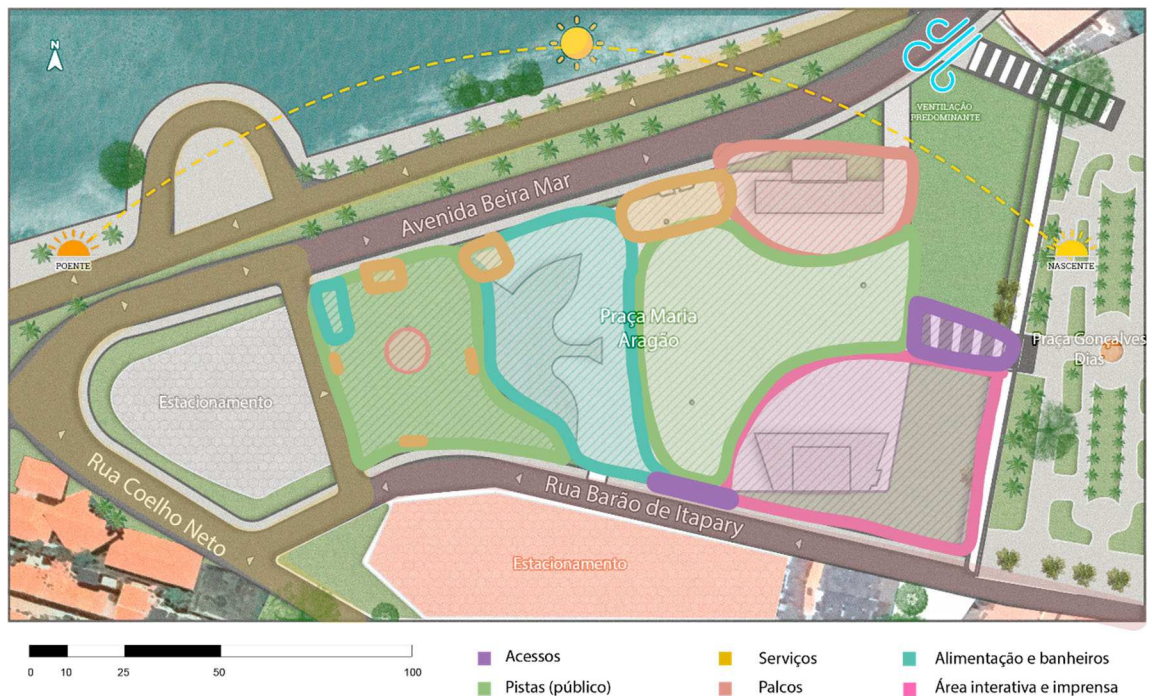 N
VENTILAÇÃO
PREDOMINANTE
Avenida Beira Mar
POENTE
NASCENTE
Praça Maria
Aragão
Praça Gonçalves
Dias
Estacionamento
Rua Coelho Neto
Rua Barão de Itapary
Estacionamento
0 10 25 50 100
Acessos
Serviços
Alimentação e banheiros
Pistas (público)
Palcos
Área interativa e imprensa